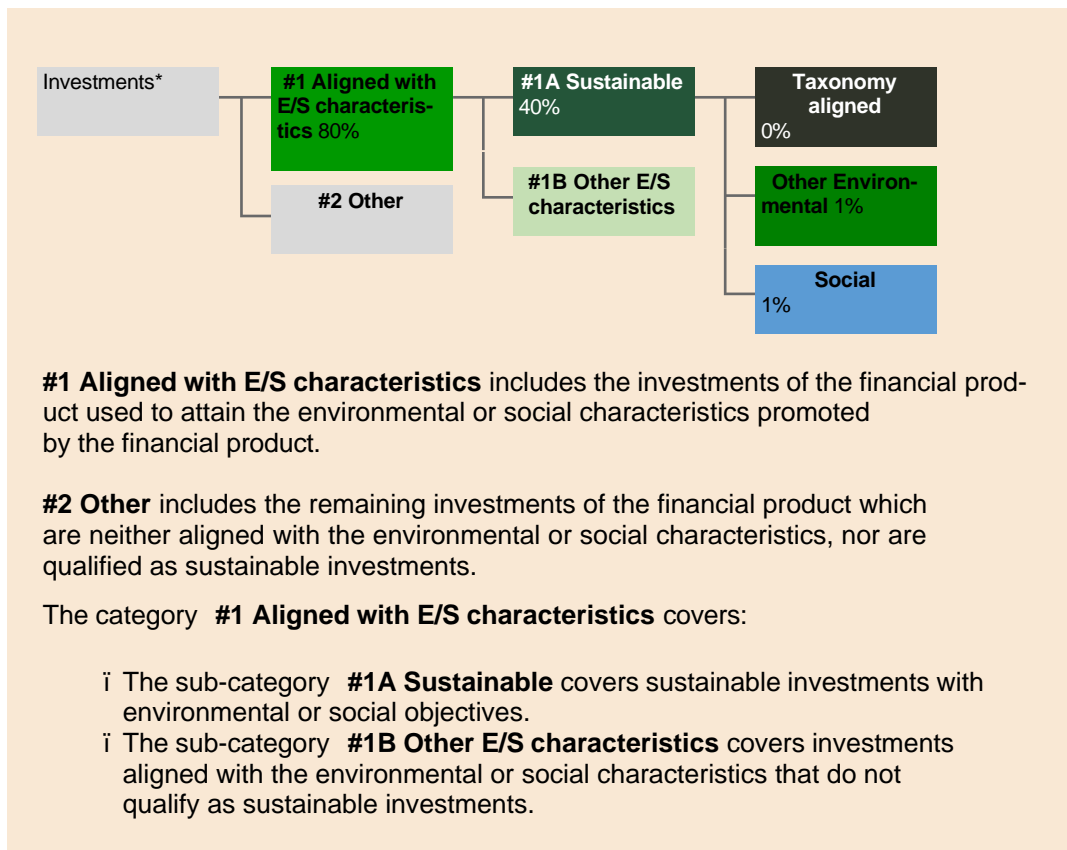 Investments*
#1 Aligned with
E/S characteris-
tics 80%
#2 Other
#1A Sustainable
40%
#1B Other E/S
characteristics
Taxonomy
aligned
0%
Other Environ-
mental 1%
Social
1%
#1 Aligned with E/S characteristics includes the investments of the financial prod-
uct used to attain the environmental or social characteristics promoted
by the financial product.
#2 Other includes the remaining investments of the financial product which
are neither aligned with the environmental or social characteristics, nor are
qualified as sustainable investments.
The category #1 Aligned with E/S characteristics covers:
ï The sub-category #1A Sustainable covers sustainable investments with
environmental or social objectives.
ï The sub-category #1B Other E/S characteristics covers investments
aligned with the environmental or social characteristics that do not
qualify as sustainable investments.